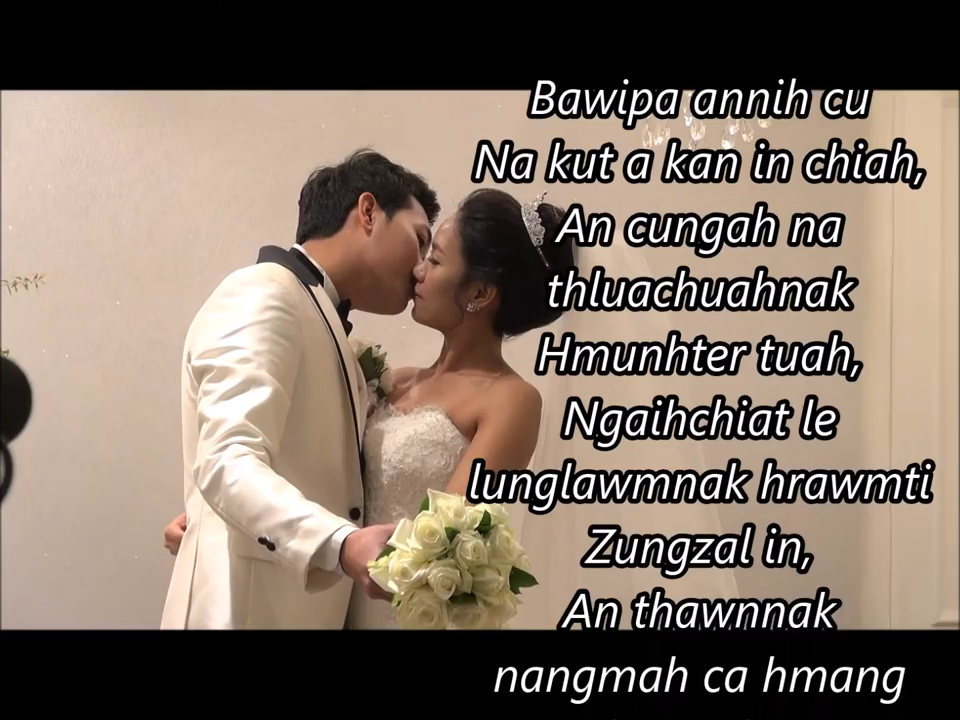 Bawipa annih cu
Na kut a kan in chiah,
An cungah na
thluachuahnak
Hmunhter tuah,
Ngaihchiat le
lunglawmnak hrawmti
Zungzal in,
An thawnnak
nangmah ca hmang